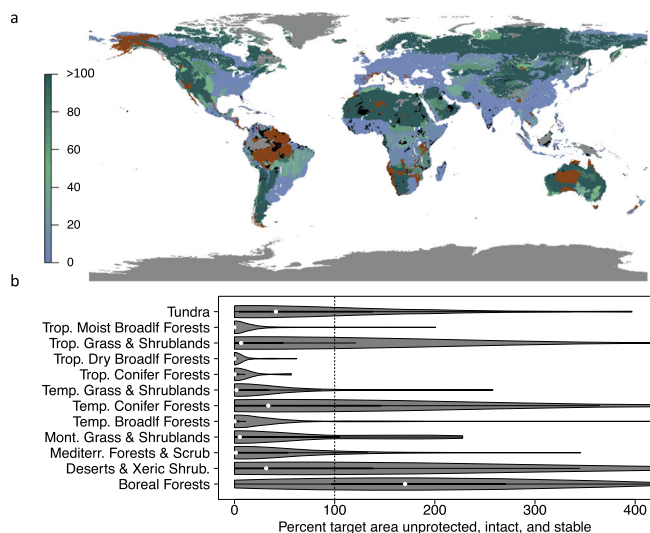 a
>100
80
60
40
20
0
b
Tundra
Trop. Moist Broadlf Forests
Trop. Grass & Shrublands
Trop. Dry Broadlf Forests
Trop. Conifer Forests
Temp. Grass & Shrublands
Temp. Conifer Forests
Temp. Broadlf Forests
Mont. Grass & Shrublands
Mediterr. Forests & Scrub
Deserts & Xeric Shrub.
Boreal Forests
0 100 200 300 400
Percent target area unprotected, intact, and stable